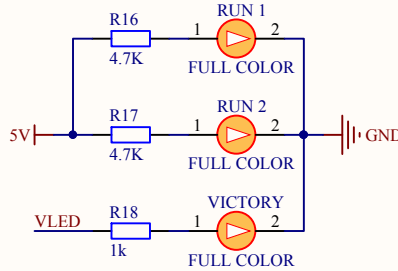 RUN 1
R16
1
2
4.7K
FULL COLOR
RUN 2
R17
1
2
5V
GND
4.7K
FULL COLOR
VICTORY
VLED
R18
1
2
1k
FULL COLOR